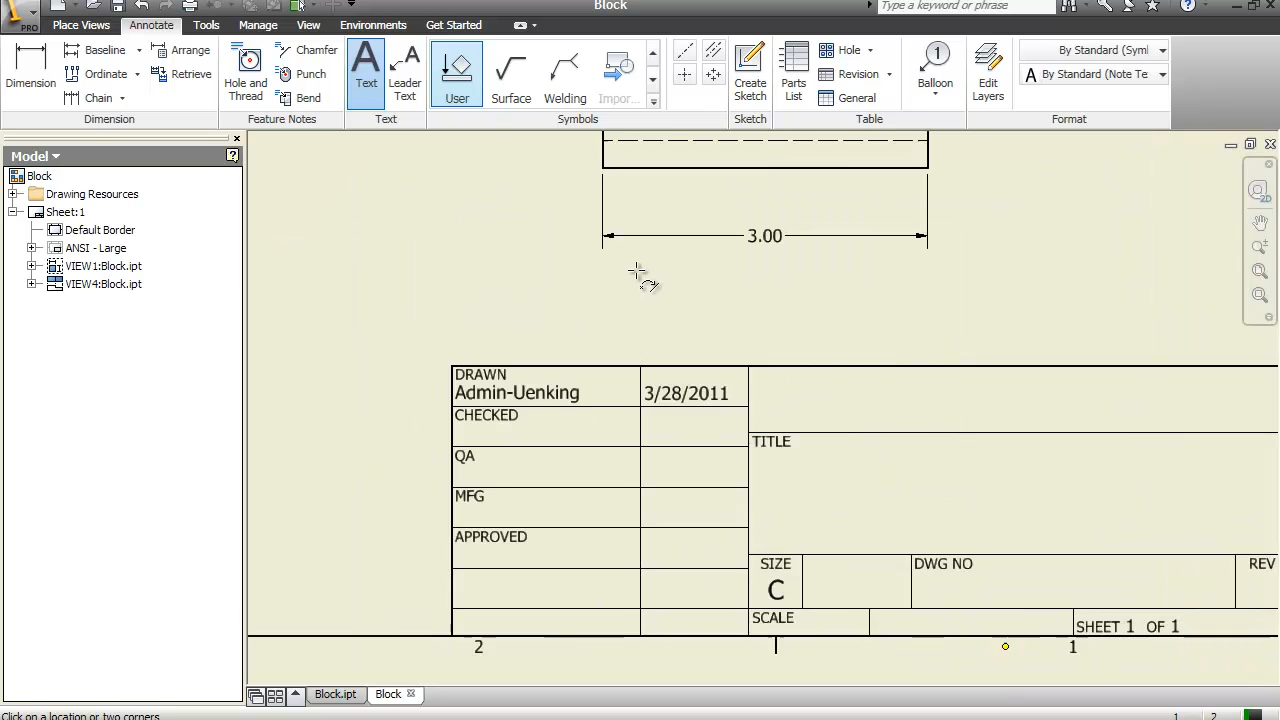 Block
Type a keyword or phrase
PRO
Place Views
Annotate
Tools
Manage
View
Environments
Get Started
Dimension
Baseline
Ordinate
Chain
Arrange
Retrieve
Dimension
Hole and
Thread
Chamfer
Punch
Bend
Feature Notes
Text
Leader
Text
Text
User
Surface
Welding
Impor...
Symbols
Create
Sketch
Sketch
Parts
List
Hole
Revision
General
Balloon
Table
Edit
Layers
By Standard (Syml
By Standard (Note Te
Format
Model
Block
Drawing Resources
Sheet:1
Default Border
ANSI - Large
VIEW1:Block.ipt
VIEW4:Block.ipt
2D
3.00
DRAWN
Admin-Uenking
3/28/2011
CHECKED
QA
MFG
APPROVED
TITLE
SIZE
C
DWG NO
REV
SCALE
SHEET 1 OF 1
2
1
Block.ipt
Block
Click on a location or two corners
1
2